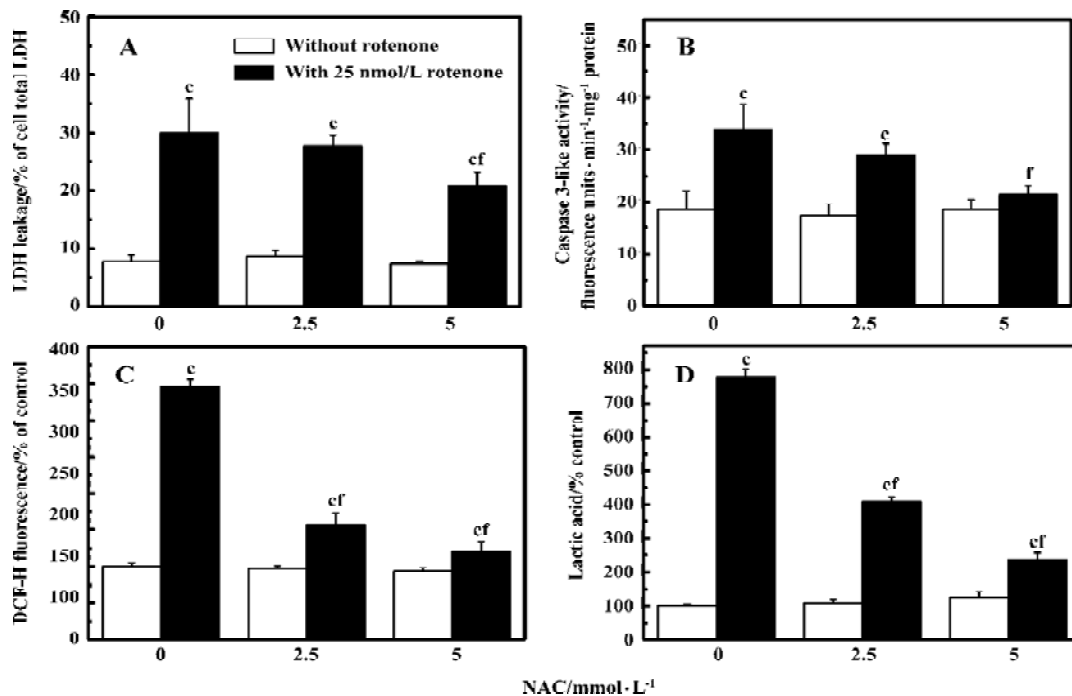 50
A
Without rotenone
With 25 nmol/L rotenone
40
30
20
10
0
c
c
cf
LDH leakage/% of cell total LDH
0
2.5
5
B
50
40
30
20
10
0
c
c
f
Caspase 3-like activity/
fluorescence units·min⁻¹·mg⁻¹ protein
0
2.5
5
C
400
350
300
200
150
100
0
c
cf
cf
DCF-H fluorescence/% of control
0
2.5
5
D
800
700
600
500
400
300
200
100
0
c
cf
cf
Lactic acid/% control
0
2.5
5
NAC/mmol·L⁻¹